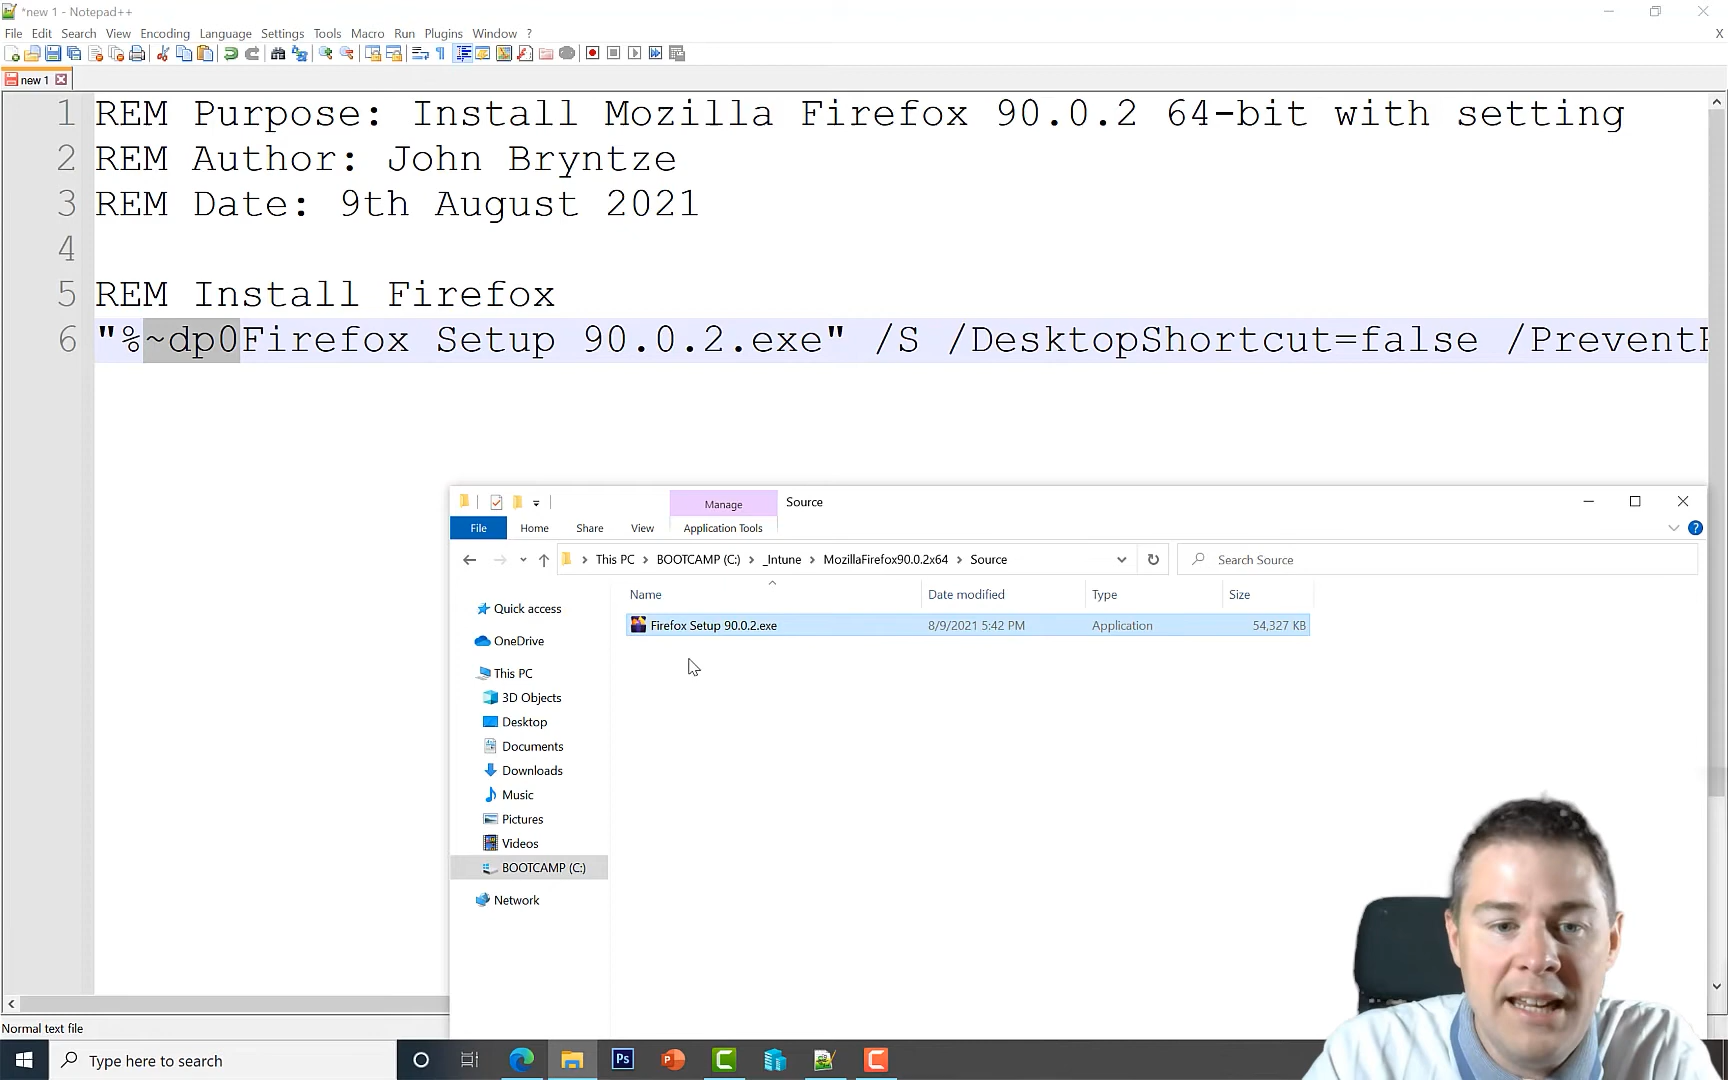 *new 1 - Notepad++
File Edit Search View Encoding Language Settings Tools Macro Run Plugins Window ? X
new 1
1 REM Purpose: Install Mozilla Firefox 90.0.2 64-bit with setting
2 REM Author: John Bryntze
3 REM Date: 9th August 2021
4
5 REM Install Firefox
6 "%~dp0Firefox Setup 90.0.2.exe" /S /DesktopShortcut=false /Prevent
Manage Source
File Home Share View Application Tools
This PC > BOOTCAMP (C:) > _Intune > MozillaFirefox90.0.2x64 > Source Search Source
Name Date modified Type Size
Firefox Setup 90.0.2.exe 8/9/2021 5:42 PM Application 54,327 KB
Quick access
OneDrive
This PC
3D Objects
Desktop
Documents
Downloads
Music
Pictures
Videos
BOOTCAMP (C:)
Network
Normal text file
Type here to search Ps